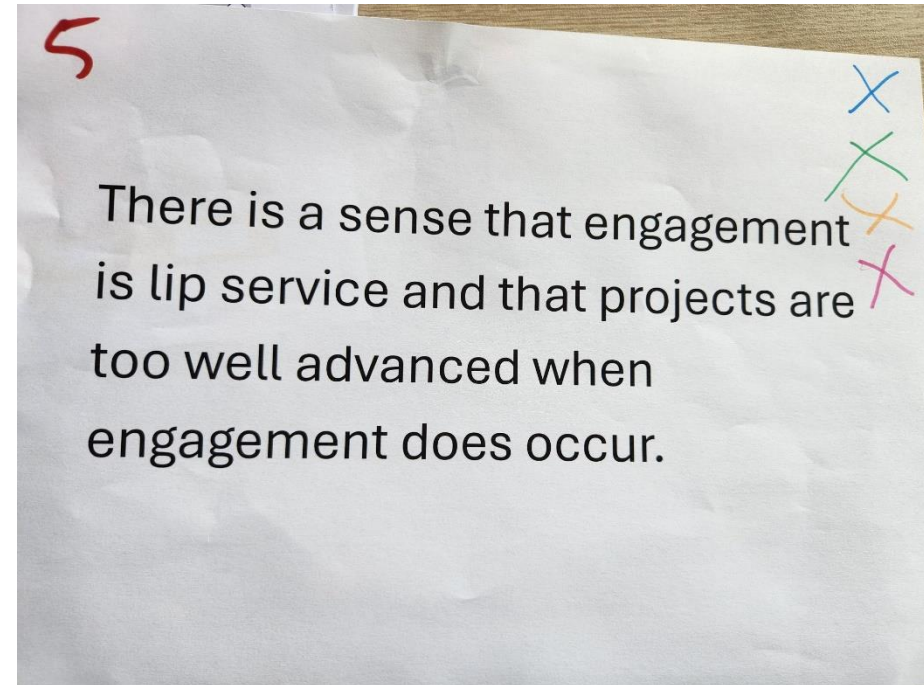 5
X
X
X
X
There is a sense that engagement
is lip service and that projects are
too well advanced when
engagement does occur.